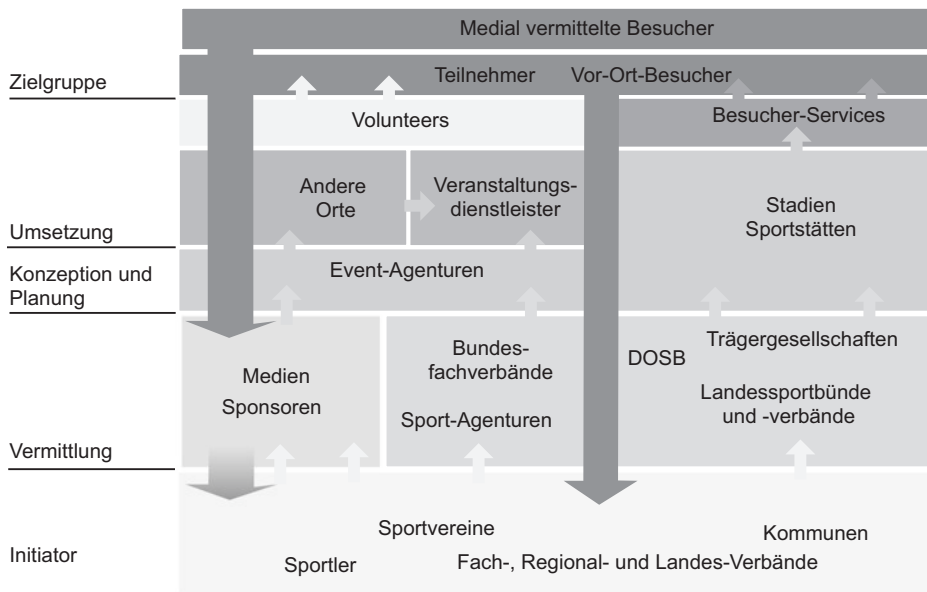 Medial vermittelte Besucher
Zielgruppe
Teilnehmer
Vor-Ort-Besucher
Volunteers
Besucher-Services
Andere
Orte
Veranstaltungs-
dienstleister
Stadien
Sportstätten
Umsetzung
Event-Agenturen
Konzeption und
Planung
Medien
Sponsoren
Bundes-
fachverbände
Sport-Agenturen
DOSB
Trägergesellschaften
Landessportbünde
und -verbände
Vermittlung
Initiator
Sportvereine
Kommunen
Sportler
Fach-, Regional- und Landes-Verbände